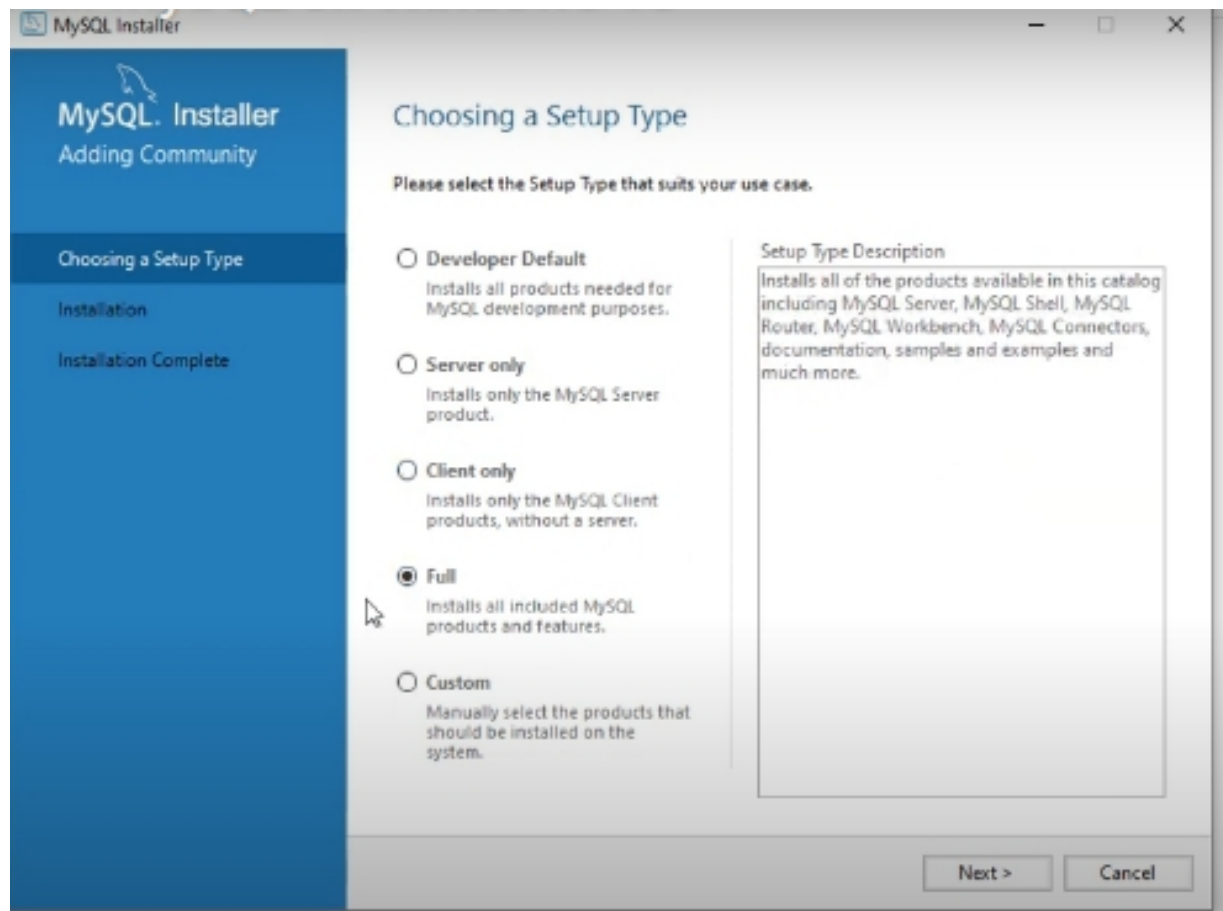 MySQL Installer
MySQL. Installer
Adding Community
Choosing a Setup Type
Installation
Installation Complete
Choosing a Setup Type
Please select the Setup Type that suits your use case.
Developer Default
Installs all products needed for
MySQL development purposes.
Server only
Installs only the MySQL Server
product.
Client only
Installs only the MySQL Client
products, without a server.
Full
Installs all included MySQL
products and features.
Custom
Manually select the products that
should be installed on the
system.
Setup Type Description
Installs all of the products available in this catalog
including MySQL Server, MySQL Shell, MySQL
Router, MySQL Workbench, MySQL Connectors,
documentation, samples and examples and
much more.
Next >
Cancel